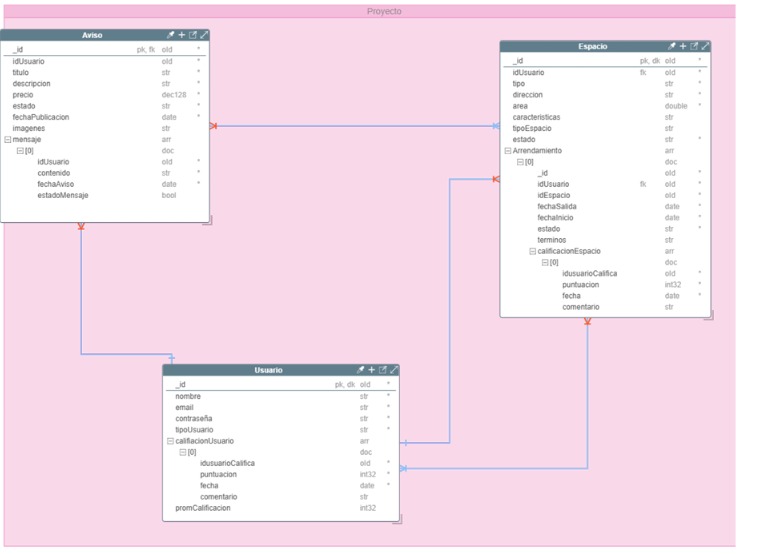 Proyecto
Aviso
_id pk, fk oId *
idUsuario oId *
titulo str *
descripcion str *
precio dec128 *
estado str *
fechaPublicacion date *
imagenes str
mensaje arr
[0] doc
idUsuario oId *
contenido str *
fechaAviso date *
estadoMensaje bool
Espacio
_id pk, dk oId *
idUsuario fk oId *
tipo str *
direccion str *
area double *
caracteristicas str
tipoEspacio str
estado str *
Arrendamiento arr
[0] doc
_id oId *
idUsuario fk oId *
idEspacio oId *
fechaSalida date *
fechaInicio date *
estado str *
terminos str
calificacionEspacio arr
[0] doc
idusuarioCalifica oId *
puntuacion int32 *
fecha date *
comentario str
Usuario
_id pk, dk oId *
nombre str *
email str *
contraseña str *
tipoUsuario str *
califiacionUsuario arr
[0] doc
idusuarioCalifica oId *
puntuacion int32 *
fecha date *
comentario str
promCalificacion int32